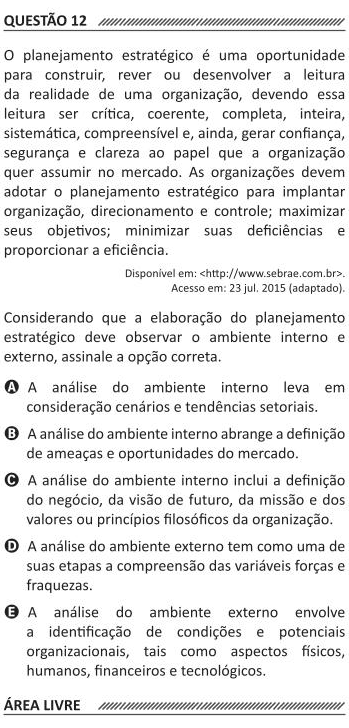 QUESTÃO 12
O planejamento estratégico é uma oportunidade
para construir, rever ou desenvolver a leitura
da realidade de uma organização, devendo essa
leitura ser crítica, coerente, completa, inteira,
sistemática, compreensível e, ainda, gerar confiança,
segurança e clareza ao papel que a organização
quer assumir no mercado. As organizações devem
adotar o planejamento estratégico para implantar
organização, direcionamento e controle; maximizar
seus objetivos; minimizar suas deficiências e
proporcionar a eficiência.
Disponível em: <http://www.sebrae.com.br>.
Acesso em: 23 jul. 2015 (adaptado).
Considerando que a elaboração do planejamento
estratégico deve observar o ambiente interno e
externo, assinale a opção correta.
A A análise do ambiente interno leva em
consideração cenários e tendências setoriais.
B A análise do ambiente interno abrange a definição
de ameaças e oportunidades do mercado.
C A análise do ambiente interno inclui a definição
do negócio, da visão de futuro, da missão e dos
valores ou princípios filosóficos da organização.
D A análise do ambiente externo tem como uma de
suas etapas a compreensão das variáveis forças e
fraquezas.
E A análise do ambiente externo envolve
a identificação de condições e potenciais
organizacionais, tais como aspectos físicos,
humanos, financeiros e tecnológicos.
ÁREA LIVRE